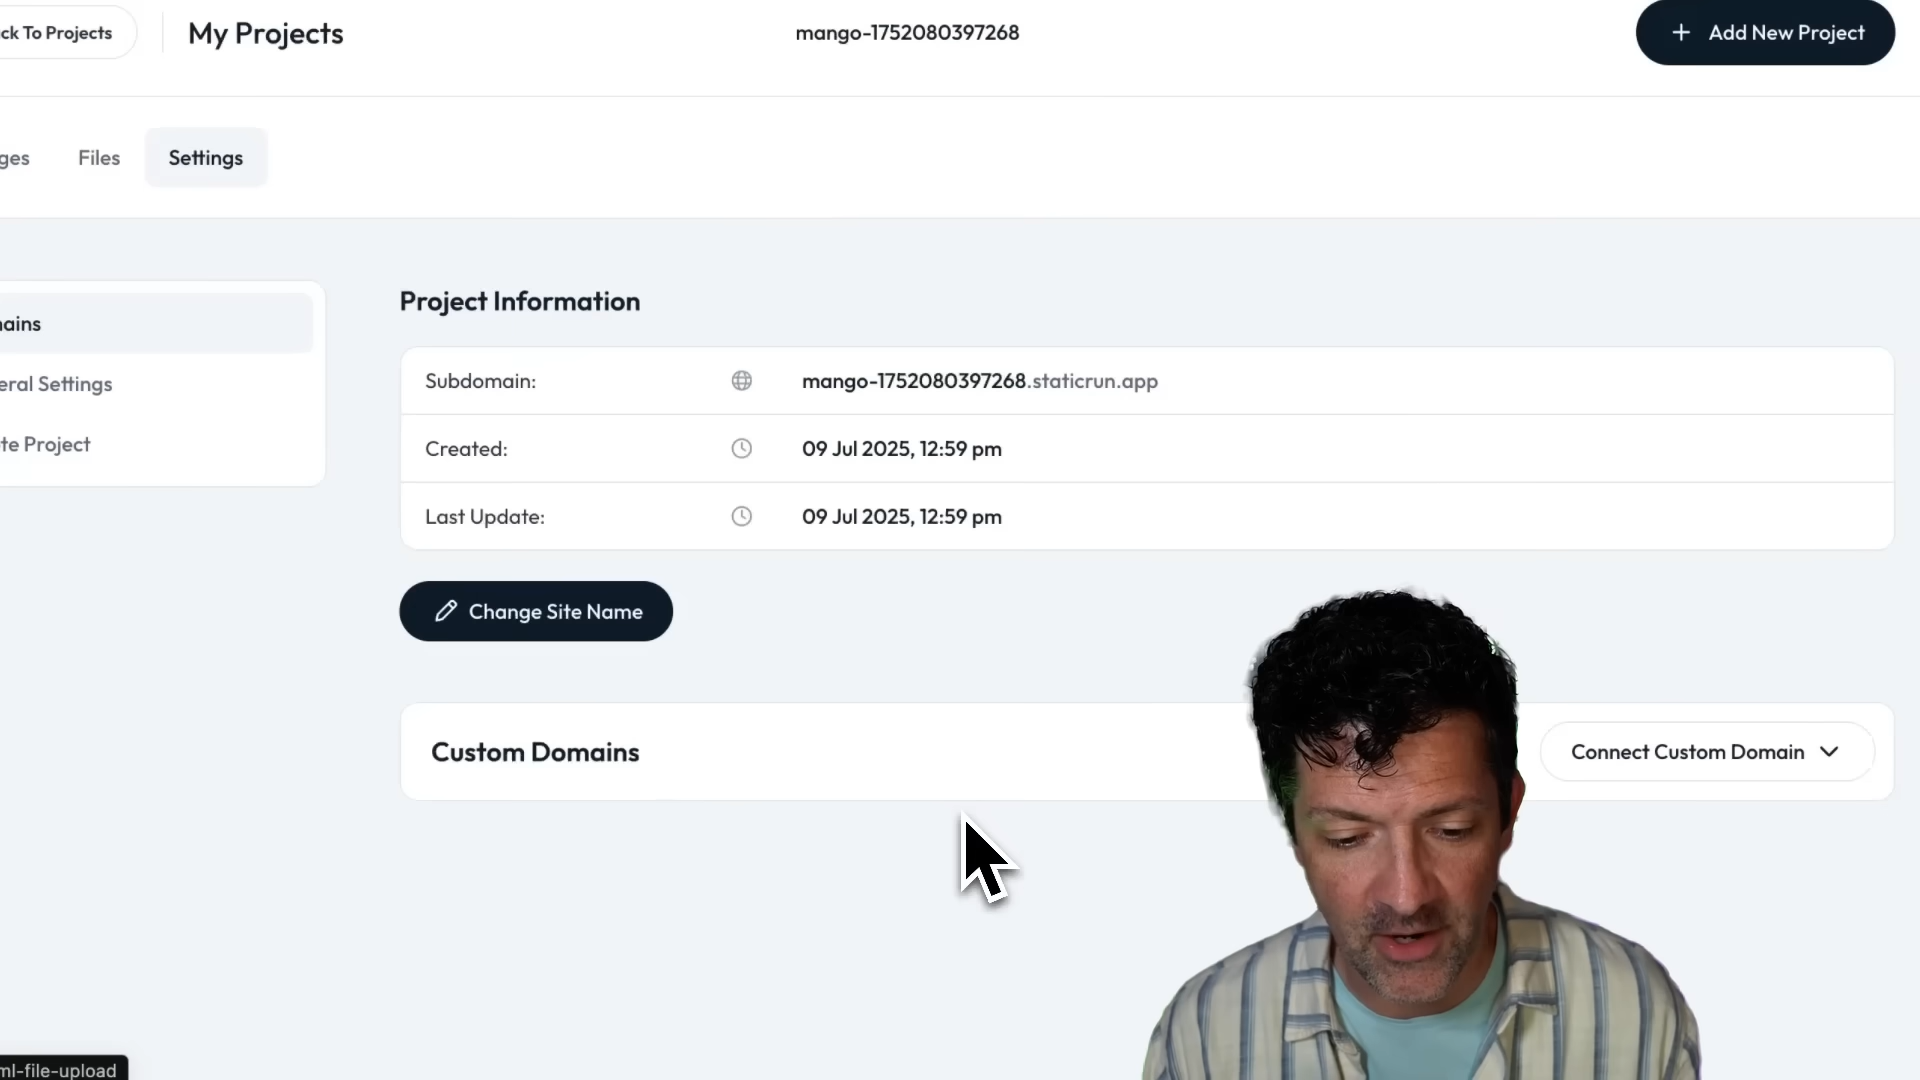 ck To Projects
My Projects
mango-1752080397268
+ Add New Project
ges
Files
Settings
ains
eral Settings
te Project
Project Information
Subdomain:
mango-1752080397268.staticrun.app
Created:
09 Jul 2025, 12:59 pm
Last Update:
09 Jul 2025, 12:59 pm
Change Site Name
Custom Domains
Connect Custom Domain
ml-file-upload